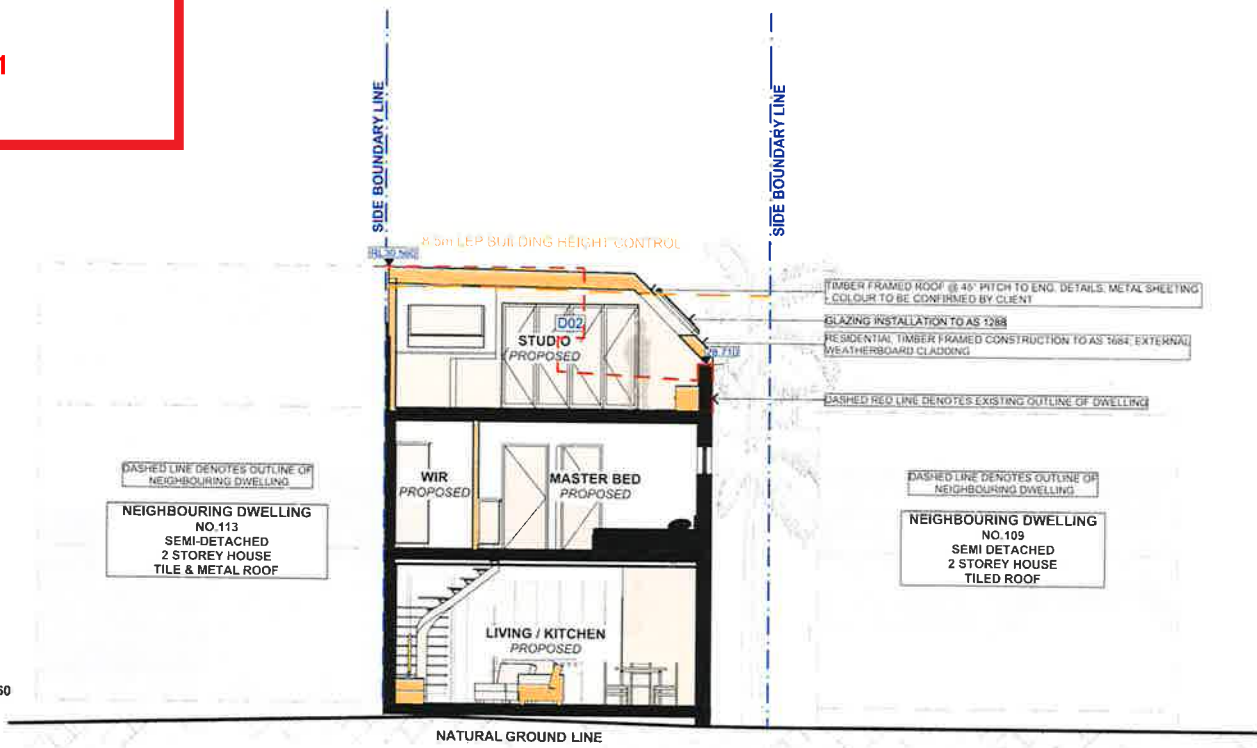 1
SIDE BOUNDARY LINE
SIDE BOUNDARY LINE
8.5m LEP BUILDING HEIGHT CONTROL
TIMBER FRAMED ROOF @ 45° PITCH TO ENG. DETAILS. METAL SHEETING
- COLOUR TO BE CONFIRMED BY CLIENT
GLAZING INSTALLATION TO AS 1288
RESIDENTIAL TIMBER FRAMED CONSTRUCTION TO AS 1684; EXTERNAL
WEATHERBOARD CLADDING
D02
STUDIO
PROPOSED
DASHED RED LINE DENOTES EXISTING OUTLINE OF DWELLING
DASHED LINE DENOTES OUTLINE OF
NEIGHBOURING DWELLING
NEIGHBOURING DWELLING
NO.113
SEMI-DETACHED
2 STOREY HOUSE
TILE & METAL ROOF
WIR
PROPOSED
MASTER BED
PROPOSED
DASHED LINE DENOTES OUTLINE OF
NEIGHBOURING DWELLING
NEIGHBOURING DWELLING
NO.109
SEMI DETACHED
2 STOREY HOUSE
TILED ROOF
LIVING / KITCHEN
PROPOSED
60
NATURAL GROUND LINE